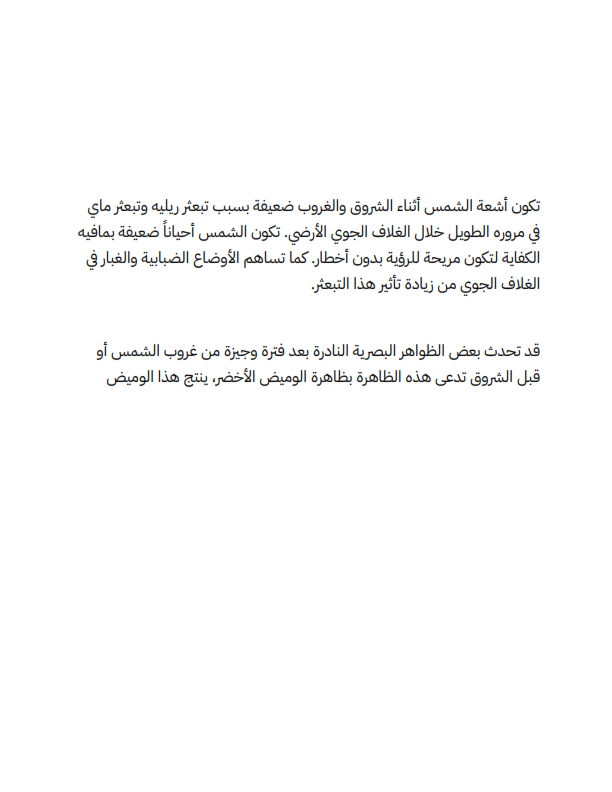 تكون أشعة الشمس أثناء الشروق والغروب ضعيفة بسبب تبعثر ريليه وتبعثر ماي
في مروره الطويل خلال الغلاف الجوي الأرضي. تكون الشمس أحياناً ضعيفة بمافيه
الكفاية لتكون مريحة للرؤية بدون أخطار. كما تساهم الأوضاع الضبابية والغبار في
الغلاف الجوي من زيادة تأثير هذا التبعثر.
قد تحدث بعض الظواهر البصرية النادرة بعد فترة وجيزة من غروب الشمس أو
قبل الشروق تدعى هذه الظاهرة بظاهرة الوميض الأخضر، ينتج هذا الوميض